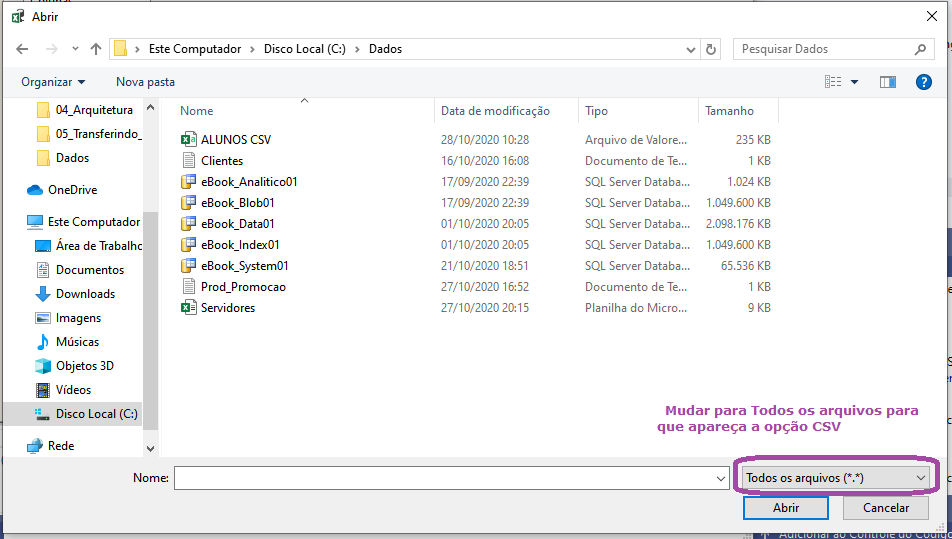 Abrir
Este Computador > Disco Local (C:) > Dados
Pesquisar Dados
Organizar
Nova pasta
04_Arquitetura
05_Transferindo_
Dados
OneDrive
Este Computador
Área de Trabalho
Documentos
Downloads
Imagens
Músicas
Objetos 3D
Vídeos
Disco Local (C:)
Rede
Nome Data de modificação Tipo Tamanho
ALUNOS CSV 28/10/2020 10:28 Arquivo de Valore... 235 KB
Clientes 16/10/2020 16:08 Documento de Te... 1 KB
eBook_Analitico01 17/09/2020 22:39 SQL Server Databa... 1.024 KB
eBook_Blob01 17/09/2020 22:39 SQL Server Databa... 1.049.600 KB
eBook_Data01 01/10/2020 20:05 SQL Server Databa... 2.098.176 KB
eBook_Index01 01/10/2020 20:05 SQL Server Databa... 1.049.600 KB
eBook_System01 21/10/2020 18:51 SQL Server Databa... 65.536 KB
Prod_Promocao 27/10/2020 16:52 Documento de Te... 1 KB
Servidores 27/10/2020 20:15 Planilha do Micro... 9 KB
Mudar para Todos os arquivos para
que apareça a opção CSV
Nome:
Todos os arquivos (*.*)
Abrir
Cancelar
Adicionar ao Controle do Código